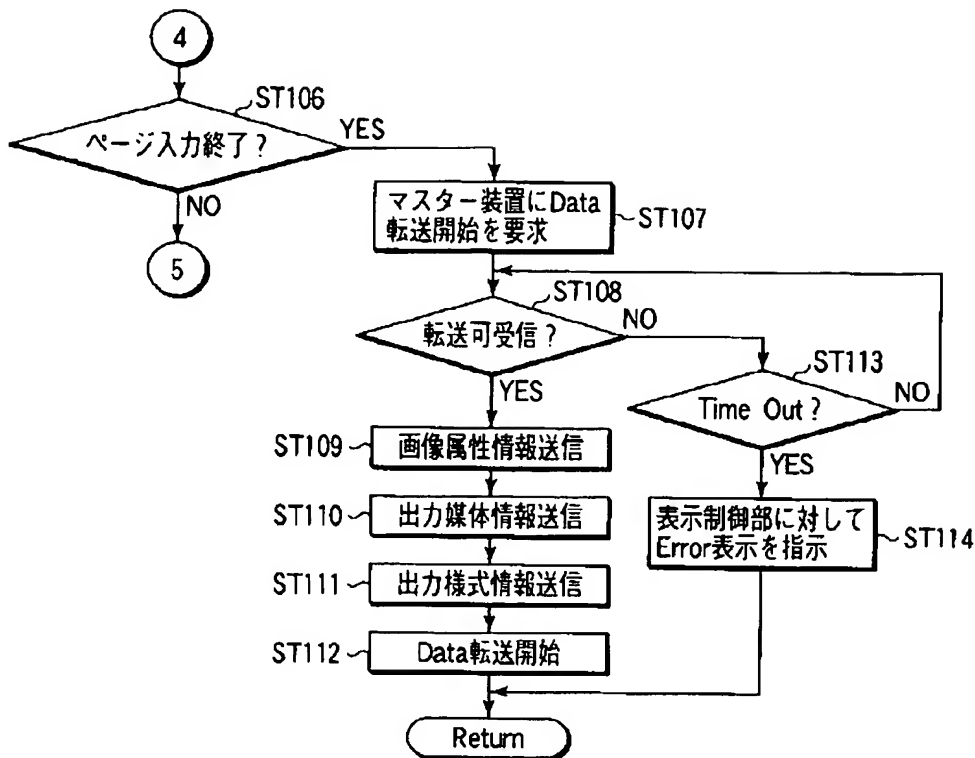 4
ST106
ページ入力終了?
YES
NO
5
マスター装置にData
転送開始を要求
ST107
ST108
転送可受信?
NO
YES
ST113
Time Out?
NO
YES
ST109
画像属性情報送信
ST110
出力媒体情報送信
ST111
出力様式情報送信
ST112
Data転送開始
表示制御部に対して
Error表示を指示
ST114
Return